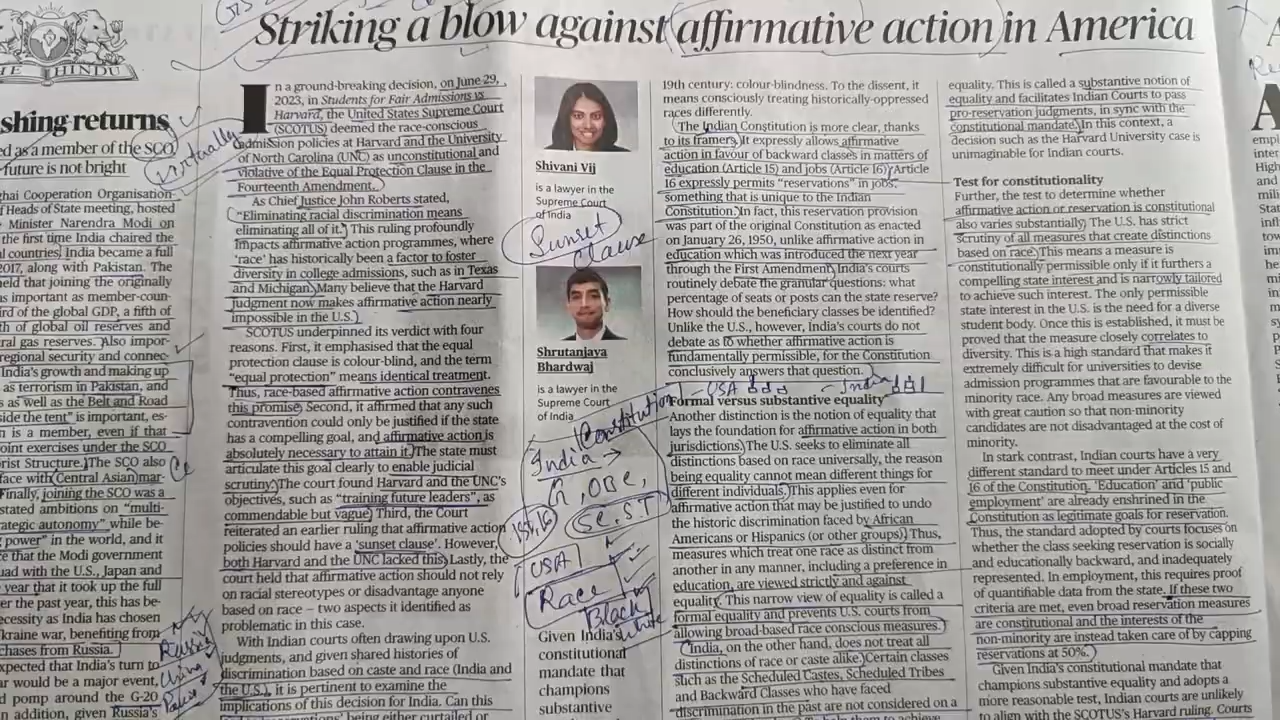 Striking a blow against affirmative action in America
HE HINDU
shing returns
ed as a member of the SCO
future is not bright
ghai Cooperation Organisation
Heads of State meeting, hosted
Minister Narendra Modi on
the first time India chaired the
al countries. India became a full
2017, along with Pakistan. The
held that joining the originally
as important as member-coun-
ird of the global GDP, a fifth of
th of global oil reserves and
ral gas reserves. Also impor-
regional security and connec-
India's growth and making up
as terrorism in Pakistan, and
s as well as the Belt and Road
side the tent" is important, es-
n is a member, even if that
oint exercises under the SCO
rist Structure. The SCO also
face with Central Asian mar-
Finally, joining the SCO was a
stated ambitions on "multi-
ategic autonomy" while be-
power" in the world, and it
ce that the Modi government
uad with the U.S., Japan and
year that it took up the full
er the past year, this has be-
necessity as India has chosen
kraine war, benefiting from
chases from Russia.
xpected that India's turn to
ur would be a major event,
d pomp around the G-20
n addition, given Russia's
virtually
Russia
China
In a ground-breaking decision, on June 29,
2023, in Students for Fair Admissions vs
Harvard, the United States Supreme Court
(SCOTUS) deemed the race-conscious
admission policies at Harvard and the University
of North Carolina (UNC) as unconstitutional and
violative of the Equal Protection Clause in the
Fourteenth Amendment.
As Chief Justice John Roberts stated,
"Eliminating racial discrimination means
eliminating all of it." This ruling profoundly
impacts affirmative action programmes, where
'race' has historically been a factor to foster
diversity in college admissions, such as in Texas
and Michigan. Many believe that the Harvard
judgment now makes affirmative action nearly
impossible in the U.S.
SCOTUS underpinned its verdict with four
reasons. First, it emphasised that the equal
protection clause is colour-blind, and the term
"equal protection" means identical treatment.
Thus, race-based affirmative action contravenes
this promise. Second, it affirmed that any such
contravention could only be justified if the state
has a compelling goal, and affirmative action is
absolutely necessary to attain it. The state must
articulate this goal clearly to enable judicial
scrutiny. The court found Harvard and the UNC's
objectives, such as "training future leaders", as
commendable but vague. Third, the Court
reiterated an earlier ruling that affirmative action
policies should have a 'sunset clause'. However,
both Harvard and the UNC lacked this. Lastly, the
court held that affirmative action should not rely
on racial stereotypes or disadvantage anyone
based on race – two aspects it identified as
problematic in this case.
With Indian courts often drawing upon U.S.
judgments, and given shared histories of
discrimination based on caste and race (India and
the U.S.), it is pertinent to examine the
implications of this decision for India. Can this
being either curtailed or
Shivani Vij
is a lawyer in the
Supreme Court
of India
Sunset
clause
Shrutanjaya
Bhardwaj
is a lawyer in the
Supreme Court
of India
Constitution
India →
OBC,
SC, ST
15,16
USA
Race
Black
white
Given India's
constitutional
mandate that
champions
substantive
19th century: colour-blindness. To the dissent, it
means consciously treating historically-oppressed
races differently.
The Indian Constitution is more clear, thanks
to its framers. It expressly allows affirmative
action in favour of backward classes in matters of
education (Article 15) and jobs (Article 16). Article
16 expressly permits "reservations" in jobs,
something that is unique to the Indian
Constitution. In fact, this reservation provision
was part of the original Constitution as enacted
on January 26, 1950, unlike affirmative action in
education which was introduced the next year
through the First Amendment. India's courts
routinely debate the granular questions: what
percentage of seats or posts can the state reserve?
How should the beneficiary classes be identified?
Unlike the U.S., however, India's courts do not
debate as to whether affirmative action is
fundamentally permissible, for the Constitution
conclusively answers that question.
USA
India
Formal versus substantive equality
Another distinction is the notion of equality that
lays the foundation for affirmative action in both
jurisdictions. The U.S. seeks to eliminate all
distinctions based on race universally, the reason
being equality cannot mean different things for
different individuals. This applies even for
affirmative action that may be justified to undo
the historic discrimination faced by African
Americans or Hispanics (or other groups). Thus,
measures which treat one race as distinct from
another in any manner, including a preference in
education, are viewed strictly and against
equality. This narrow view of equality is called a
formal equality and prevents U.S. courts from
allowing broad-based race conscious measures.
India, on the other hand, does not treat all
distinctions of race or caste alike. Certain classes
such as the Scheduled Castes, Scheduled Tribes
and Backward Classes who have faced
discrimination in the past are not considered on a
equality. This is called a substantive notion of
equality and facilitates Indian Courts to pass
pro-reservation judgments, in sync with the
constitutional mandate. In this context, a
decision such as the Harvard University case is
unimaginable for Indian courts.
Test for constitutionality
Further, the test to determine whether
affirmative action or reservation is constitutional
also varies substantially. The U.S. has strict
scrutiny of all measures that create distinctions
based on race. This means a measure is
constitutionally permissible only if it furthers a
compelling state interest and is narrowly tailored
to achieve such interest. The only permissible
state interest in the U.S. is the need for a diverse
student body. Once this is established, it must be
proved that the measure closely correlates to
diversity. This is a high standard that makes it
extremely difficult for universities to devise
admission programmes that are favourable to the
minority race. Any broad measures are viewed
with great caution so that non-minority
candidates are not disadvantaged at the cost of
minority.
In stark contrast, Indian courts have a very
different standard to meet under Articles 15 and
16 of the Constitution. 'Education' and 'public
employment' are already enshrined in the
Constitution as legitimate goals for reservation.
Thus, the standard adopted by courts focuses on
whether the class seeking reservation is socially
and educationally backward, and inadequately
represented. In employment, this requires proof
of quantifiable data from the state. If these two
criteria are met, even broad reservation measures
are constitutional and the interests of the
non-minority are instead taken care of by capping
reservations at 50%.
Given India's constitutional mandate that
champions substantive equality and adopts a
more reasonable test, Indian courts are unlikely
to align with the SCOTUS's Harvard ruling. Courts